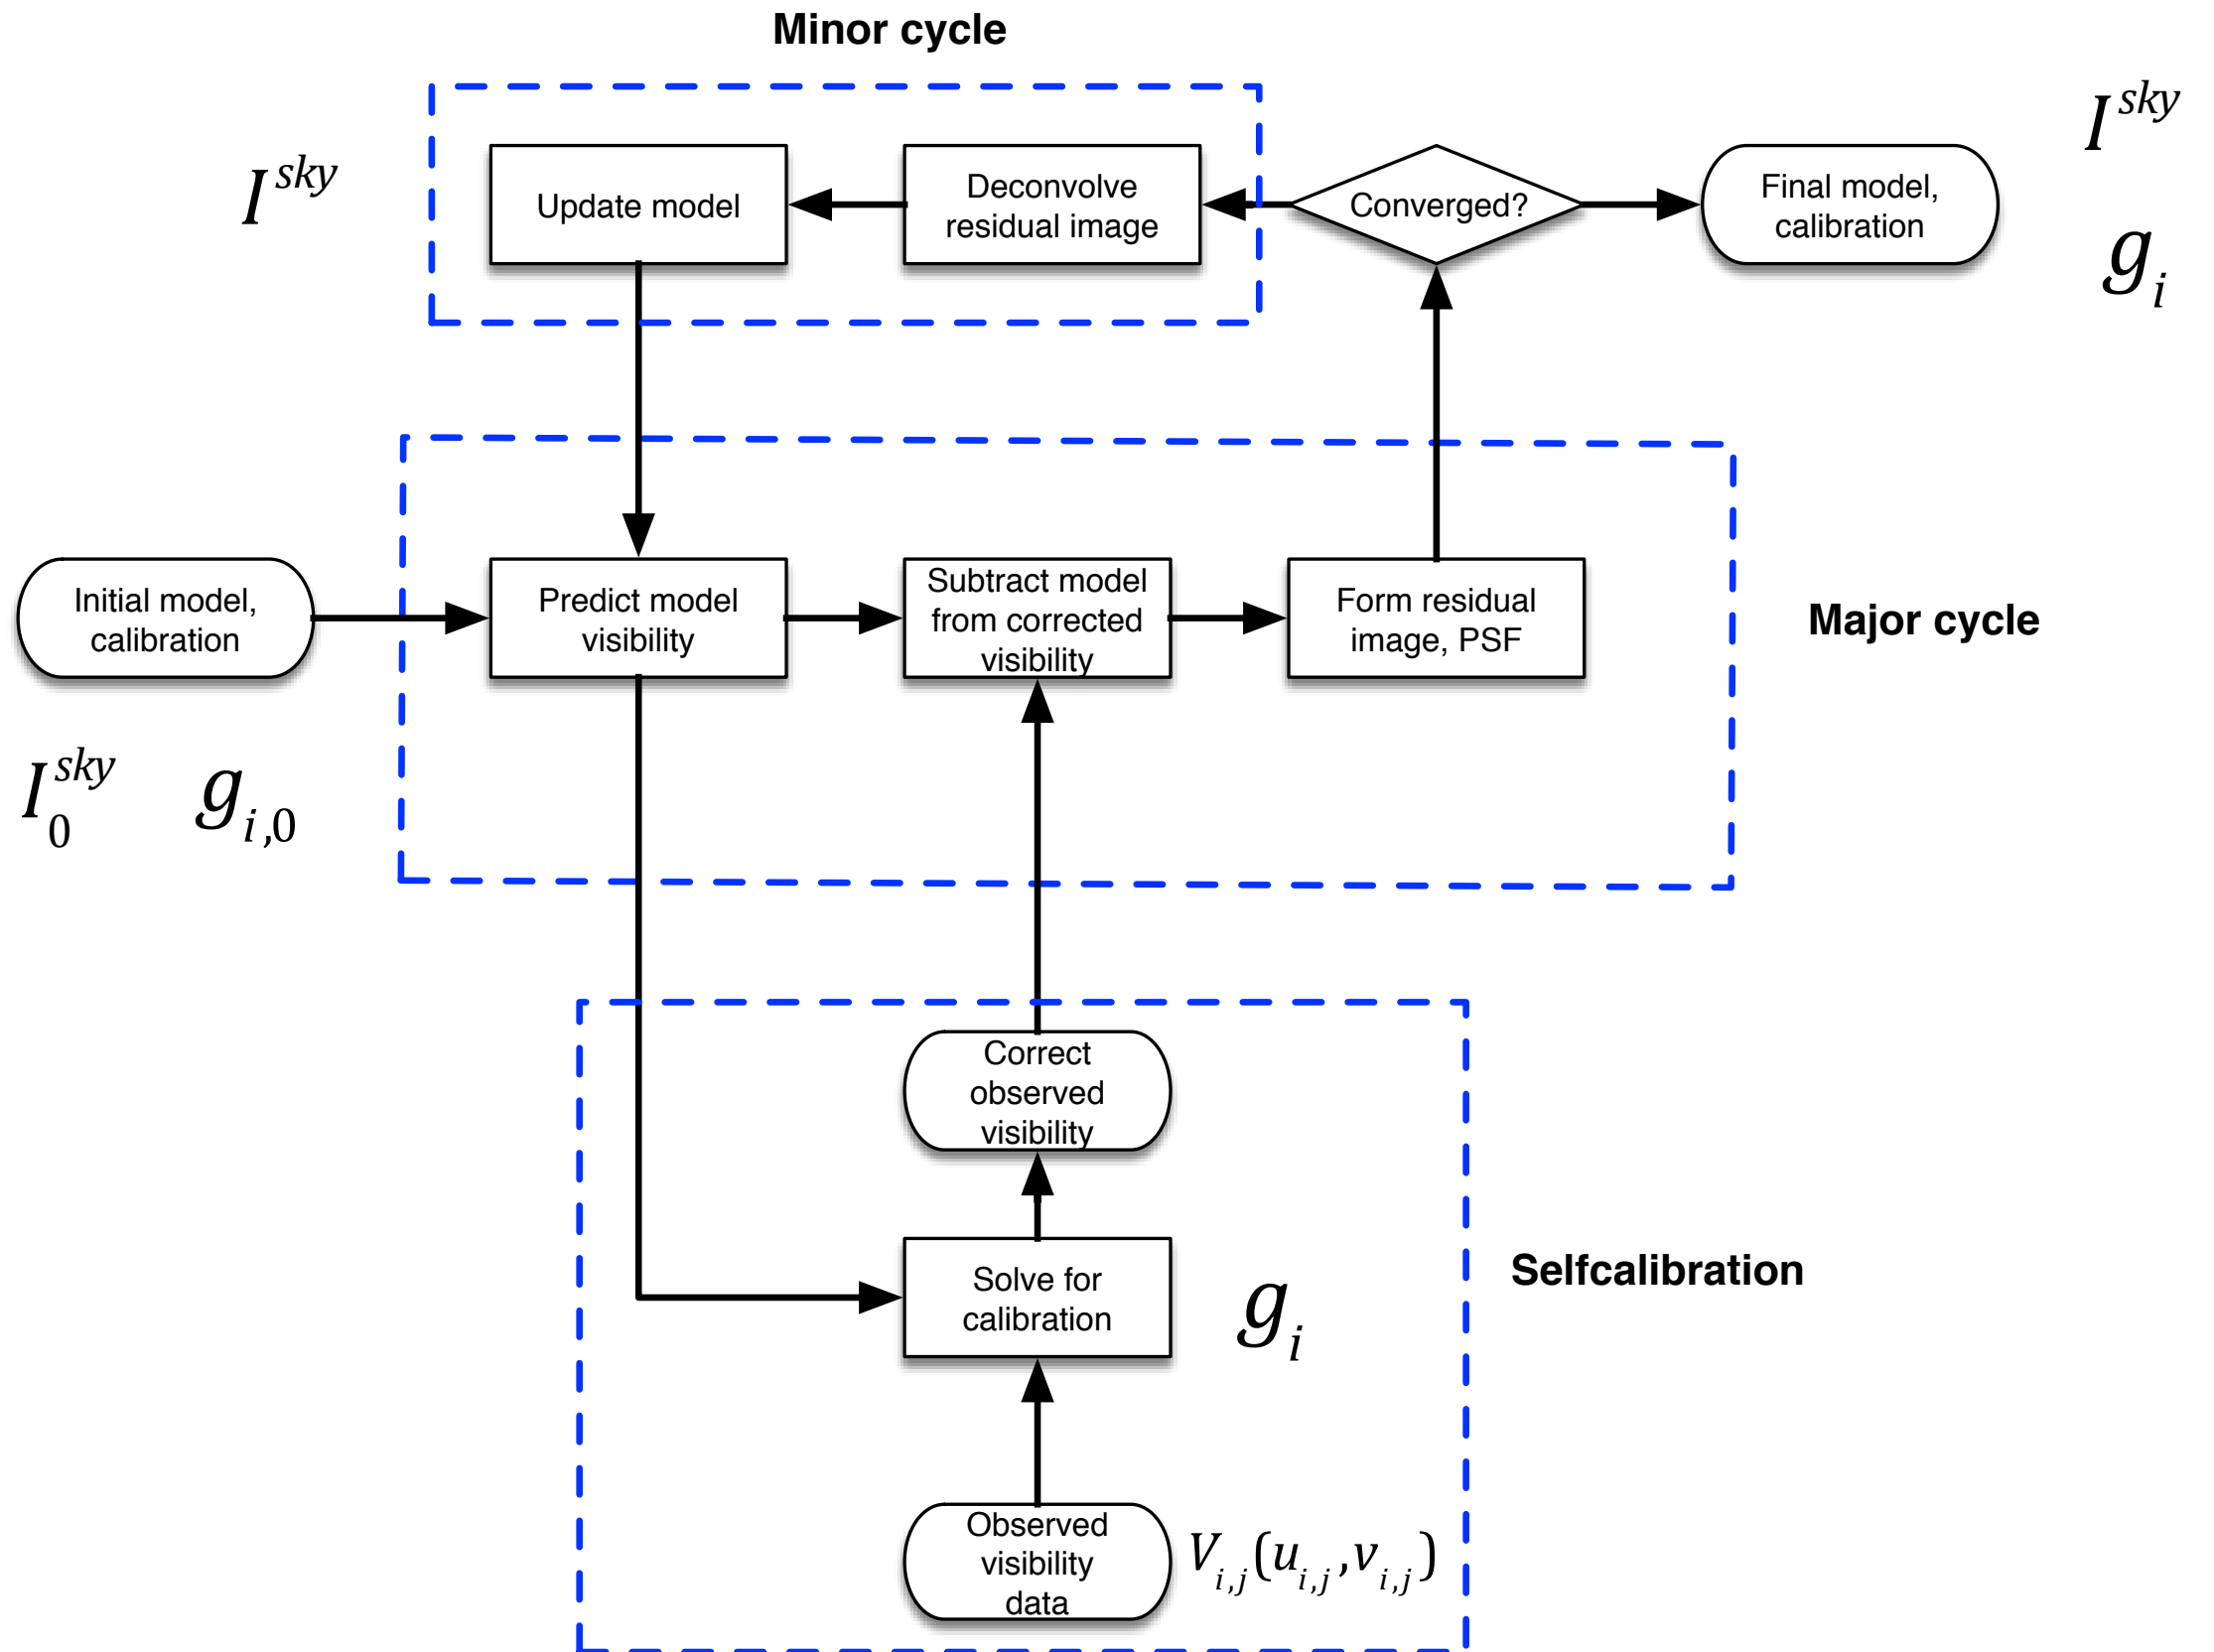 Minor cycle
I^sky
Update model
Deconvolve
residual image
Converged?
Final model,
calibration
I^sky
g_i
Initial model,
calibration
Predict model
visibility
Subtract model
from corrected
visibility
Form residual
image, PSF
Major cycle
I_0^sky g_i,0
Correct
observed
visibility
Solve for
calibration
g_i
Selfcalibration
Observed
visibility
data
V_i,j(u_i,j,v_i,j)